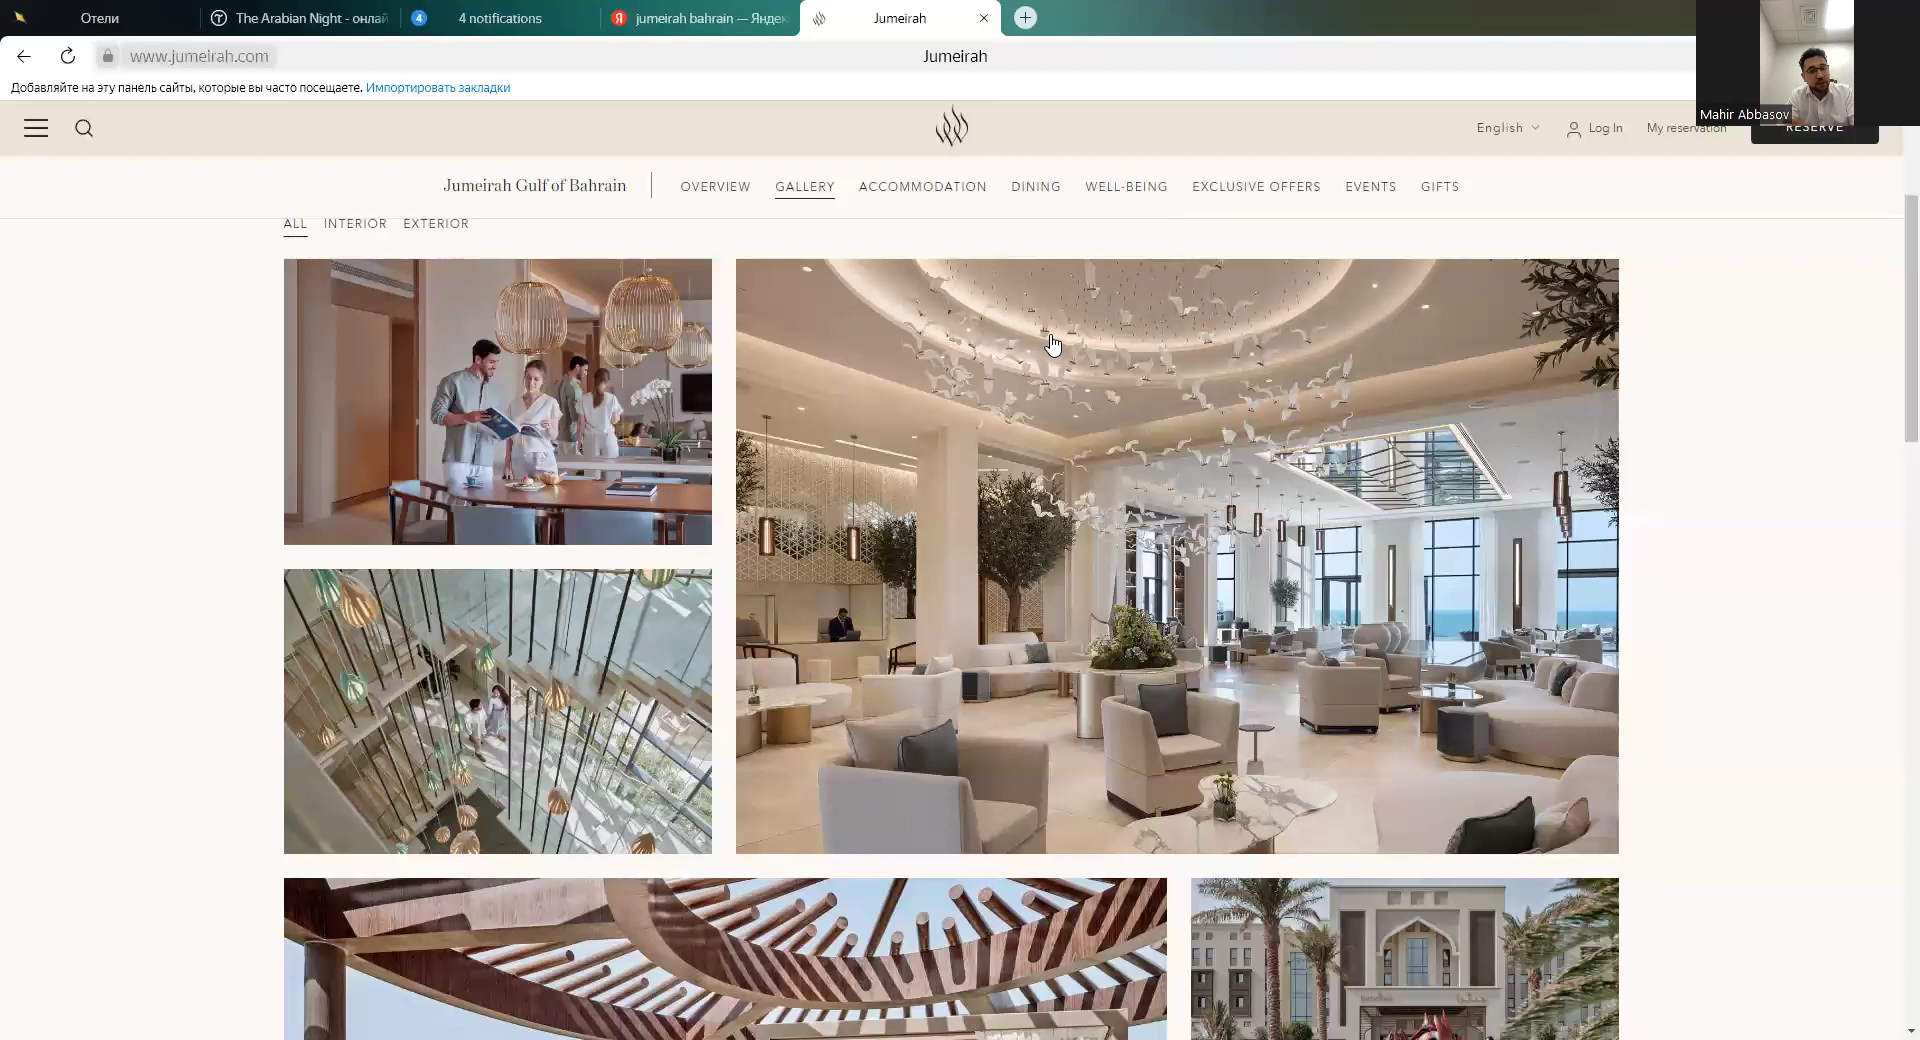 Отели
The Arabian Night - онлай
4
4 notifications
Я
jumeirah bahrain — Яндек
Jumeirah
www.jumeirah.com
Jumeirah
Добавляйте на эту панель сайты, которые вы часто посещаете. Импортировать закладки
Mahir Abbasov
English
Log In
My reservation
RESERVE
Jumeirah Gulf of Bahrain
OVERVIEW
GALLERY
ACCOMMODATION
DINING
WELL-BEING
EXCLUSIVE OFFERS
EVENTS
GIFTS
ALL
INTERIOR
EXTERIOR